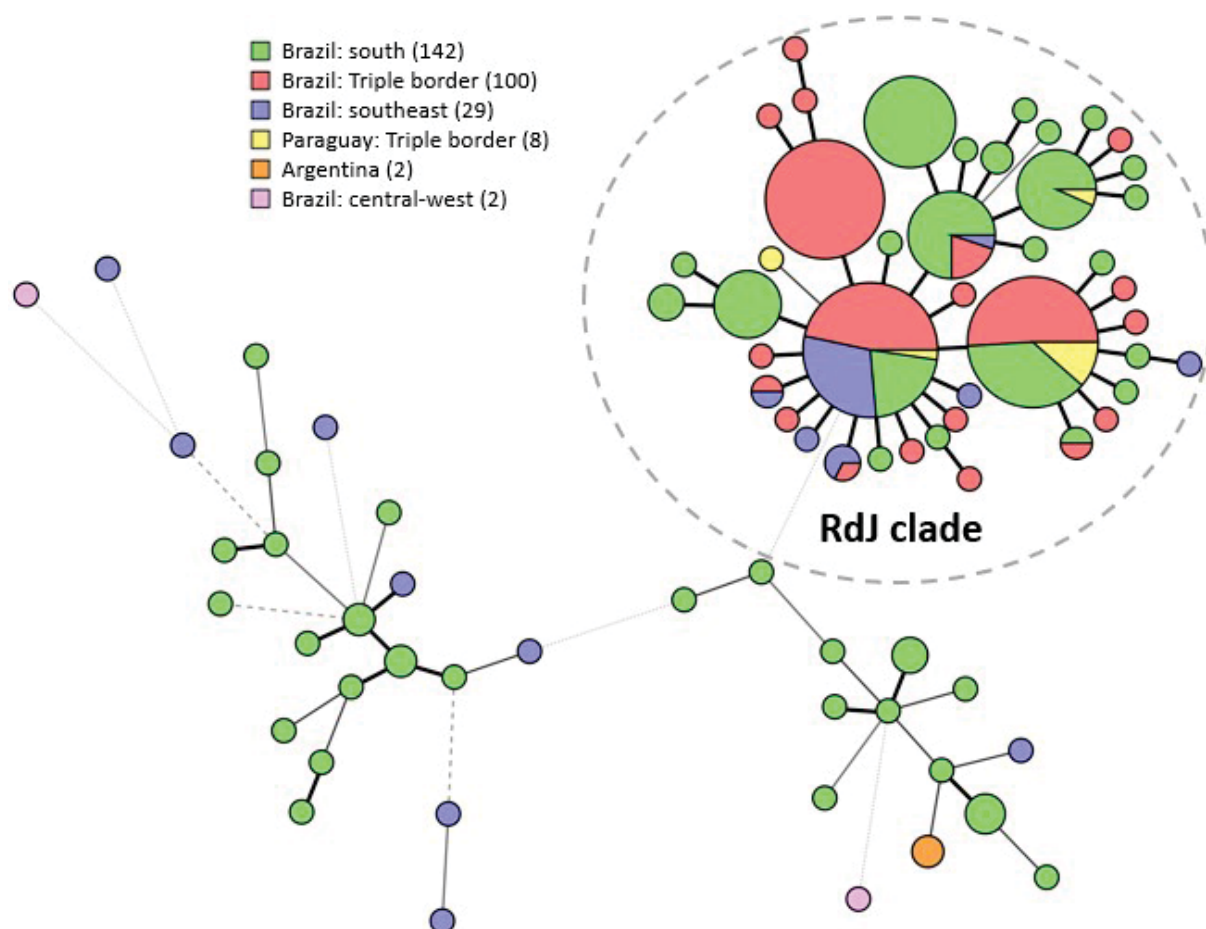 Brazil: south (142)
Brazil: Triple border (100)
Brazil: southeast (29)
Paraguay: Triple border (8)
Argentina (2)
Brazil: central-west (2)
RdJ clade